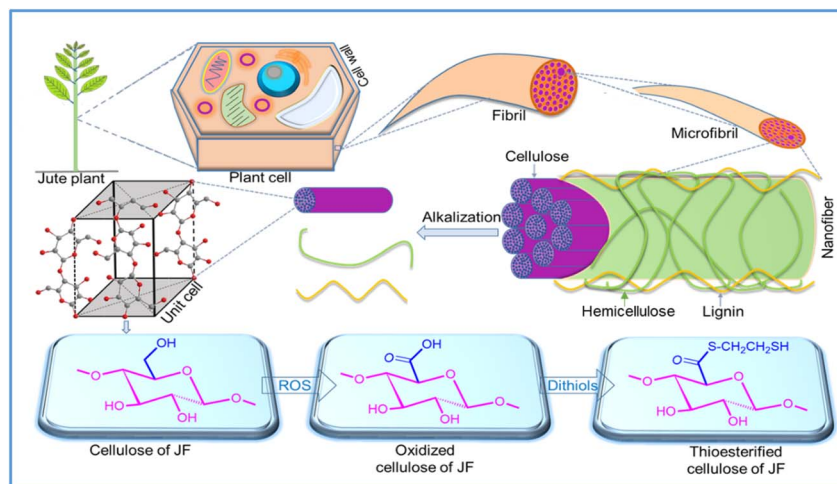 Cell wall
Fibril
Microfibril
Jute plant
Plant cell
Cellulose
Alkalization
Nanofiber
Unit cell
Hemicellulose
Lignin
OH
O
O
HO
OH
O
ROS
O
OH
O
O
HO
OH
O
Dithiols
O
S-CH2CH2SH
O
O
HO
OH
O
Cellulose of JF
Oxidized
cellulose of JF
Thioesterified
cellulose of JF